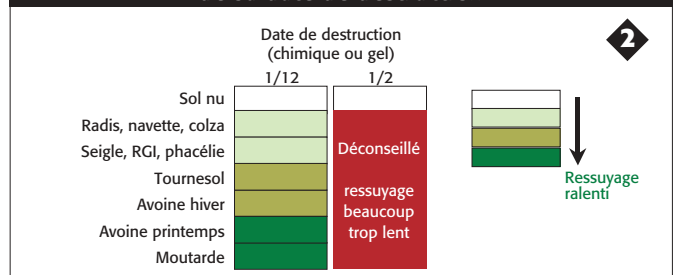 Date de destruction
(chimique ou gel)
2
1/12 1/2
Sol nu
Radis, navette, colza
Seigle, RGI, phacélie
Tournesol
Avoine hiver
Avoine printemps
Moutarde
Déconseillé
ressuyage
beaucoup
trop lent
Ressuyage
ralenti